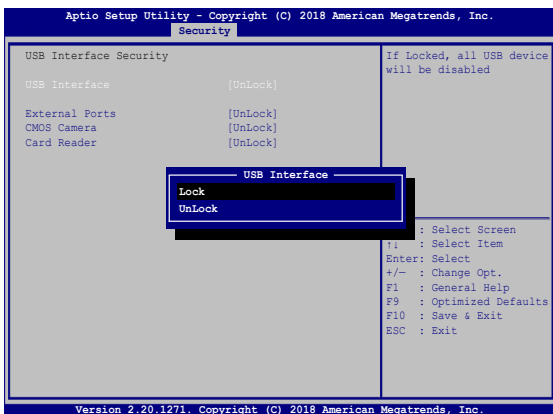 Aptio Setup Utility - Copyright (C) 2018 American Megatrends, Inc.
Security
USB Interface Security
USB Interface [UnLock]
External Ports [UnLock]
CMOS Camera [UnLock]
Card Reader [UnLock]
If Locked, all USB device
will be disabled
USB Interface
Lock
UnLock
: Select Screen
↑↓ : Select Item
Enter: Select
+/— : Change Opt.
F1 : General Help
F9 : Optimized Defaults
F10 : Save & Exit
ESC : Exit
Version 2.20.1271. Copyright (C) 2018 American Megatrends, Inc.